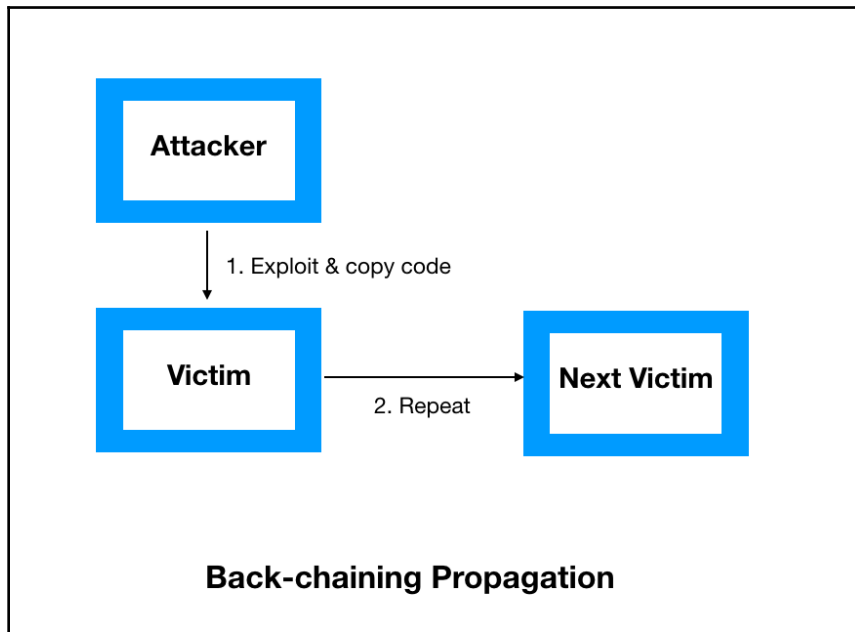 Attacker
1. Exploit & copy code
Victim
Next Victim
2. Repeat
Back-chaining Propagation